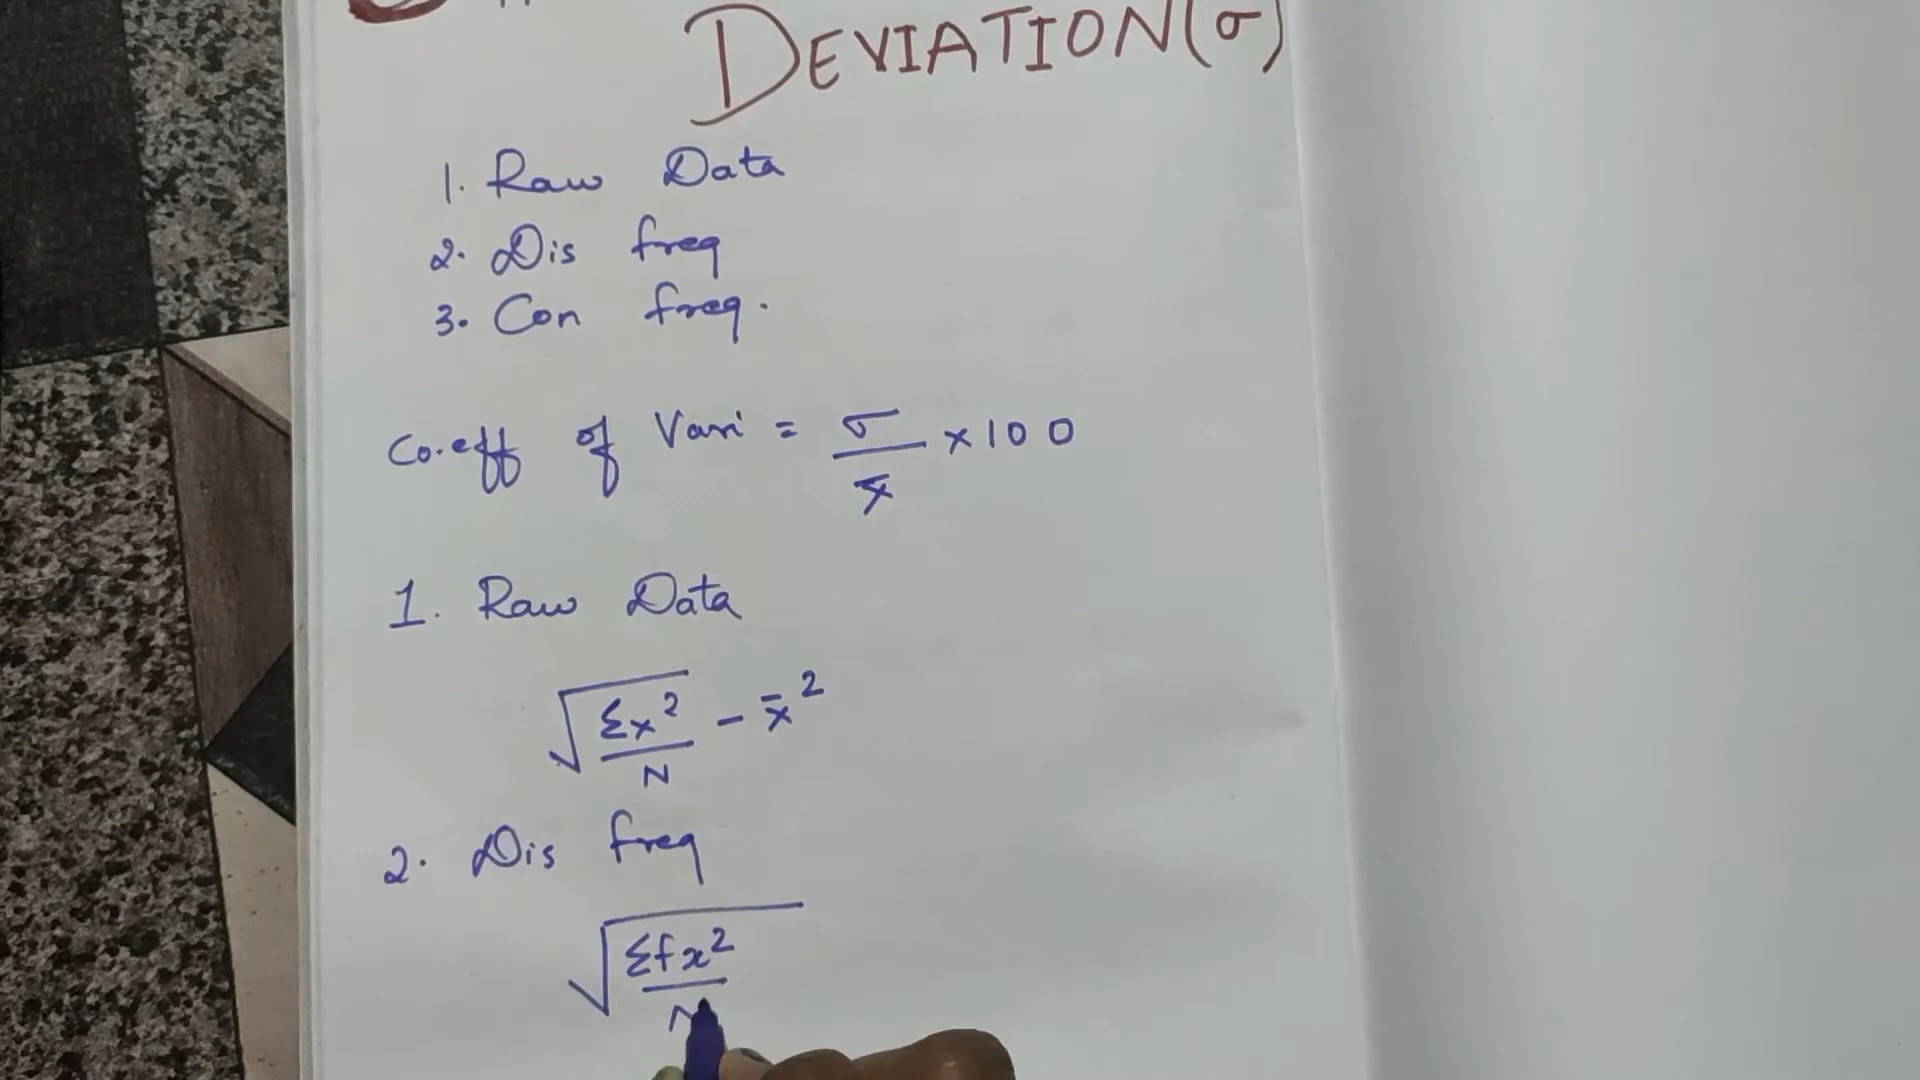 DEVIATION(σ)
1. Raw Data
2. Dis freq
3. Con freq.
Co.eff of Vari = σ/x̄ × 100
1. Raw Data
√Σx²/N - x̄²
2. Dis freq
√Σfx²/N